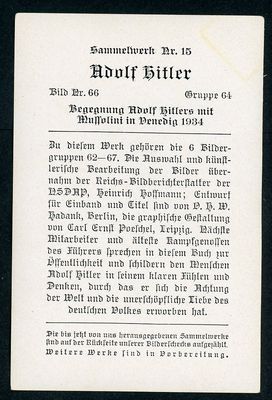 Sammelwerk Nr. 15
Adolf Hitler
Bild Nr. 66 Gruppe 64
Begegnung Adolf Hitlers mit
Mussolini in Venedig 1934
Zu diesem Werk gehören die 6 Bilder-
gruppen 62–67. Die Auswahl und künst-
lerische Bearbeitung der Bilder über-
nahm der Reichs-Bildberichterstatter der
NSDAP, Heinrich Hoffmann; Entwurf
für Einband und Titel sind von O. H. W.
Hadank, Berlin, die graphische Gestaltung
von Carl Ernst Poeschel, Leipzig. Nächste
Mitarbeiter und älteste Kampfgenossen
des Führers sprechen in diesem Buch zur
Öffentlichkeit und schildern den Menschen
Adolf Hitler in seinem klaren Fühlen und
Denken, durch das er sich die Achtung
der Welt und die unerschöpfliche Liebe des
deutschen Volkes erworben hat.
Die bis jetzt von uns herausgegebenen Sammelwerke
sind auf der Rückseite unserer Bilderschecks aufgezählt.
Weitere Werke sind in Vorbereitung.